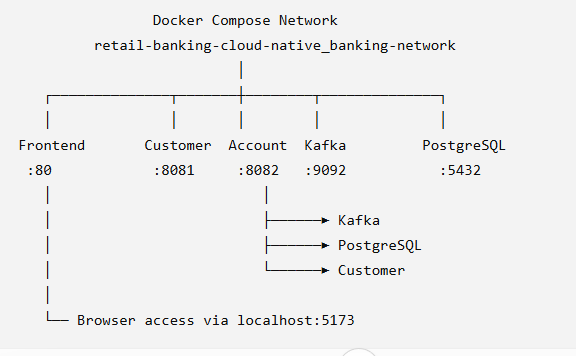 Docker Compose Network
retail-banking-cloud-native_banking-network
Frontend Customer Account Kafka PostgreSQL
:80 :8081 :8082 :9092 :5432
Kafka
PostgreSQL
Customer
Browser access via localhost:5173